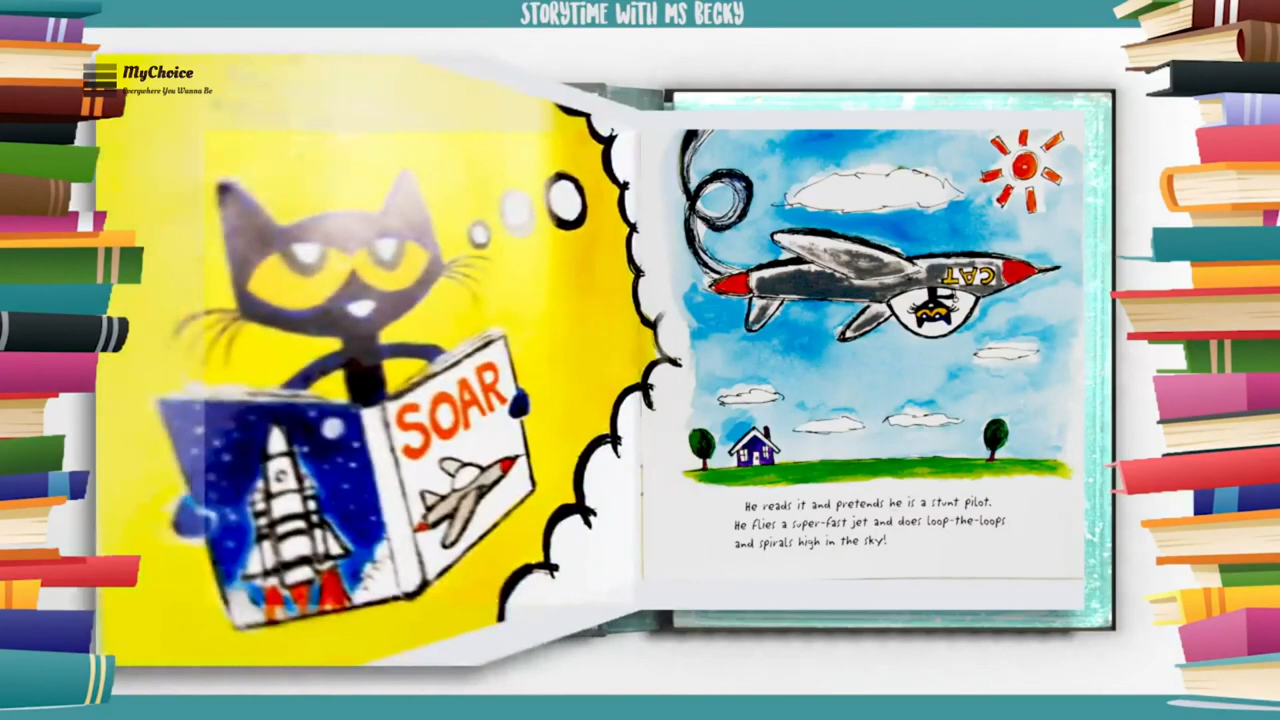 STORYTIME WITH MS BECKY
MyChoice
Everywhere You Wanna Be
SOAR
CAT
He reads it and pretends he is a stunt pilot.
He flies a super-fast jet and does loop-the-loops
and spirals high in the sky!